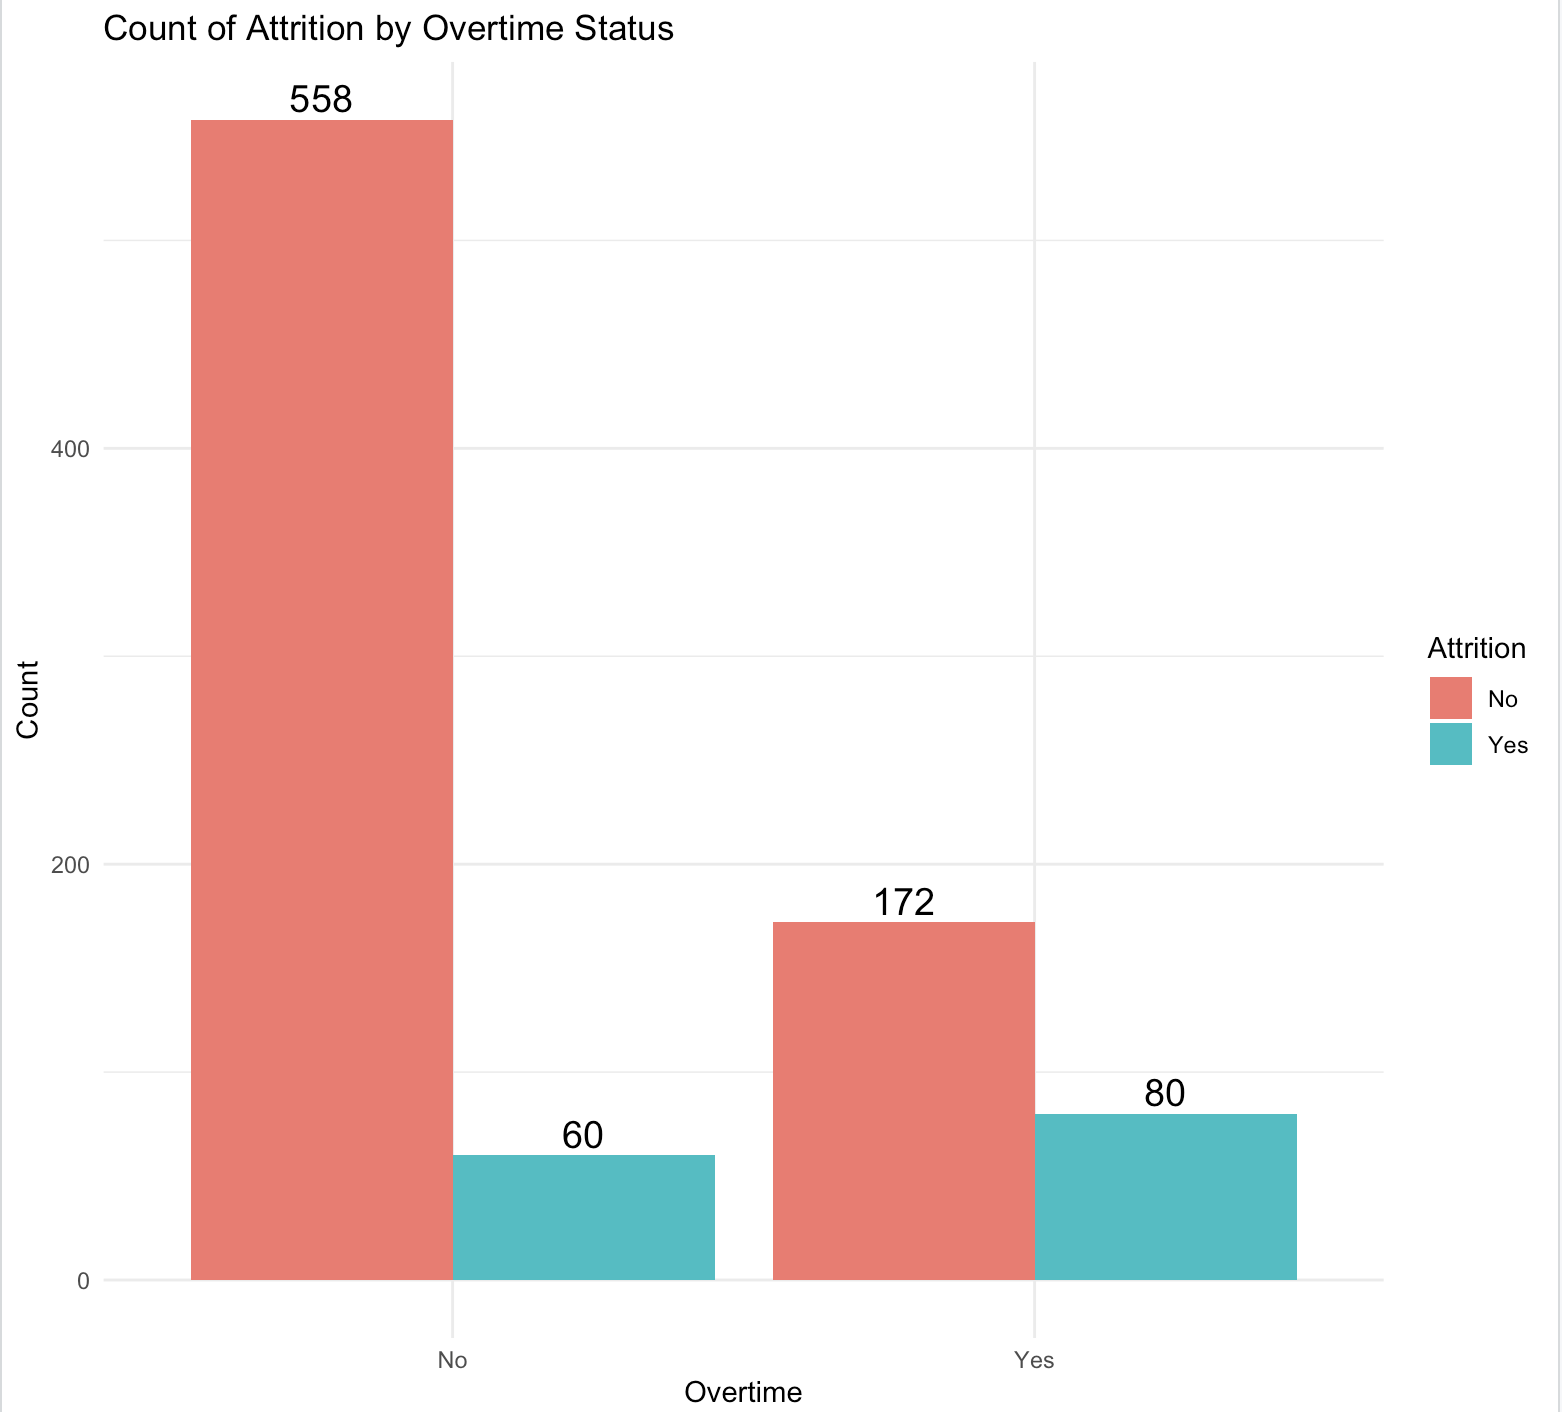 Count of Attrition by Overtime Status
558
400
Count
Attrition
No
Yes
200
172
80
60
0
No
Yes
Overtime